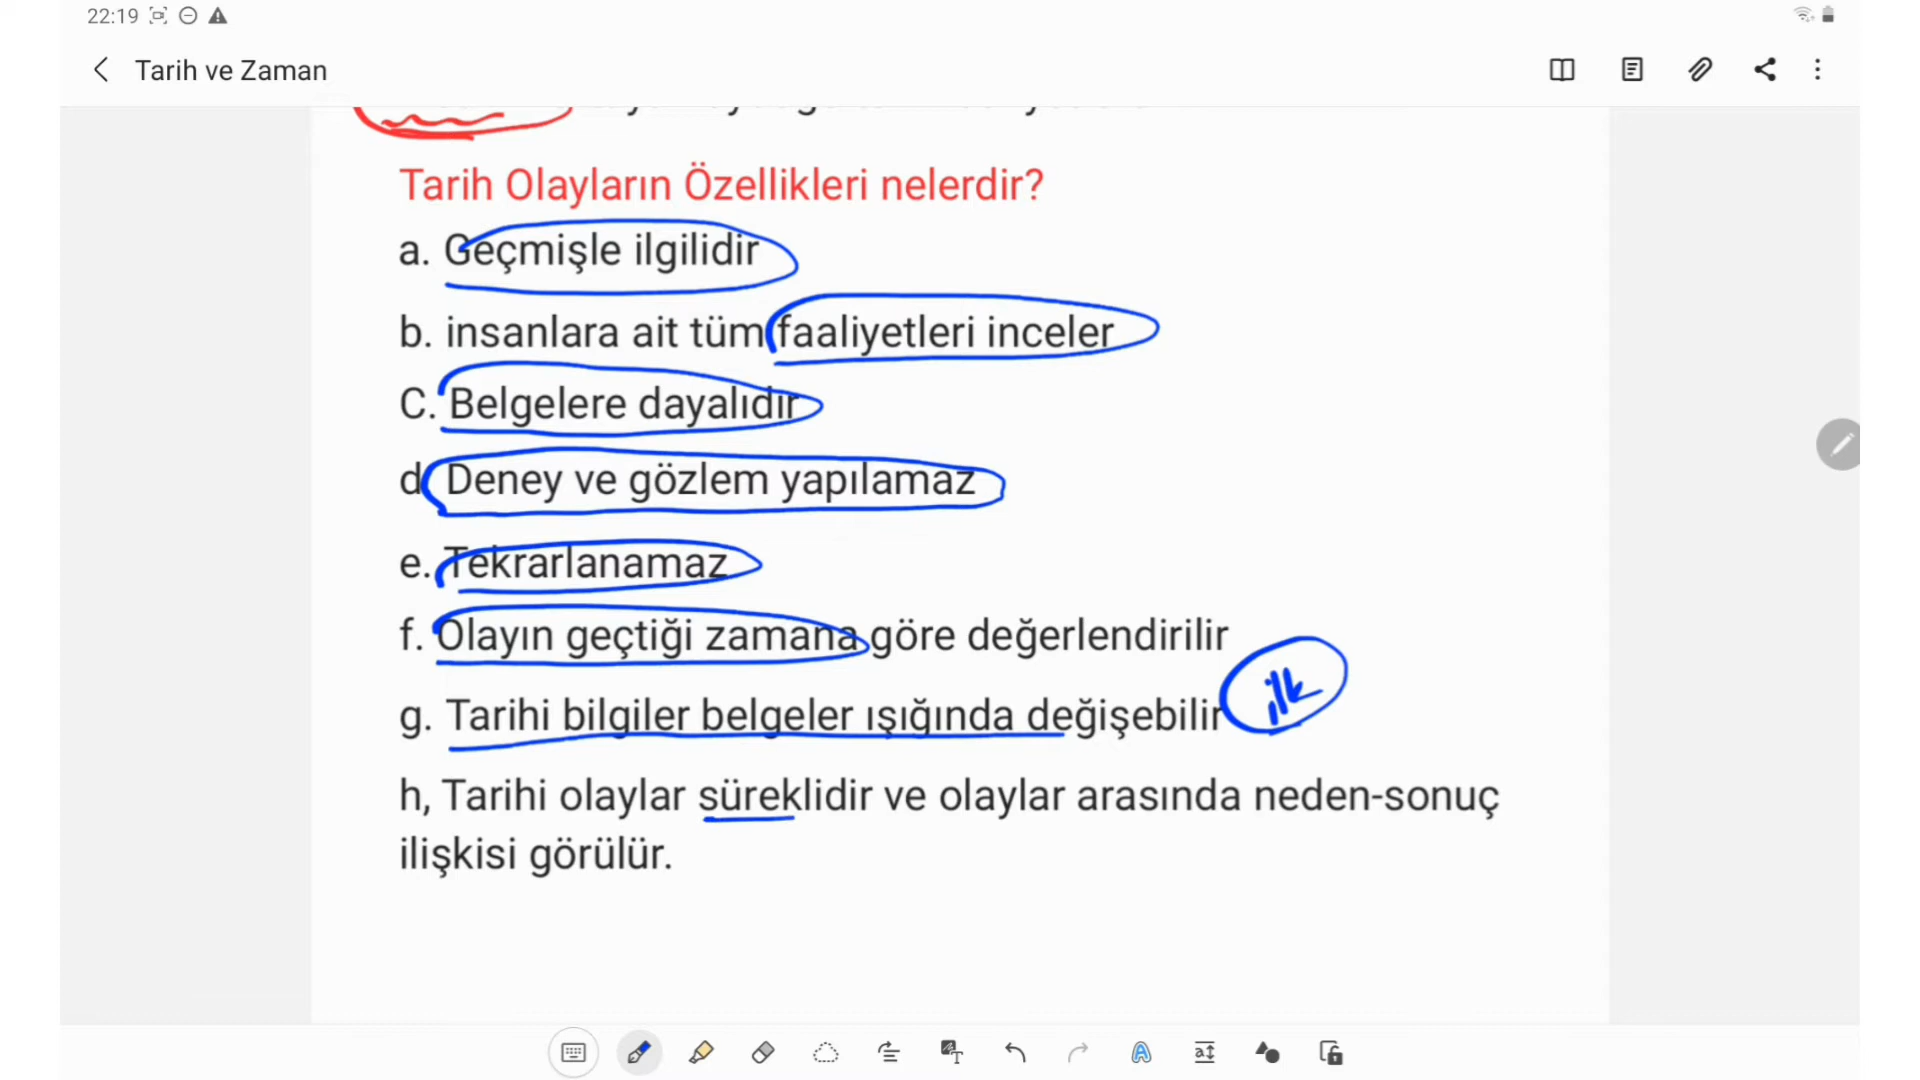 22:19
Tarih ve Zaman
Tarih Olayların Özellikleri nelerdir?
a. Geçmişle ilgilidir
b. insanlara ait tüm faaliyetleri inceler
C. Belgelere dayalıdır
d Deney ve gözlem yapılamaz
e. Tekrarlanamaz
f. Olayın geçtiği zamana göre değerlendirilir
ilk
g. Tarihi bilgiler belgeler ışığında değişebilir
h, Tarihi olaylar süreklidir ve olaylar arasında neden-sonuç
ilişkisi görülür.